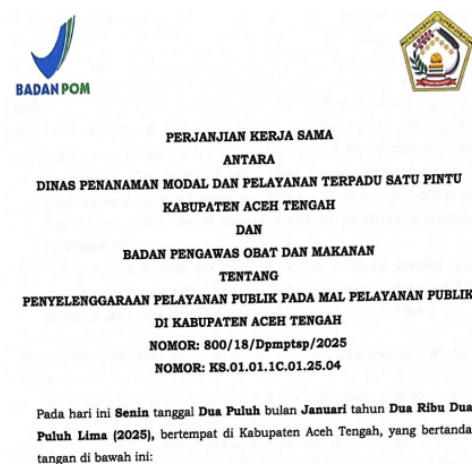 BADAN POM
PERJANJIAN KERJA SAMA
ANTARA
DINAS PENANAMAN MODAL DAN PELAYANAN TERPADU SATU PINTU
KABUPATEN ACEH TENGAH
DAN
BADAN PENGAWAS OBAT DAN MAKANAN
TENTANG
PENYELENGGARAAN PELAYANAN PUBLIK PADA MAL PELAYANAN PUBLIK
DI KABUPATEN ACEH TENGAH
NOMOR: 800/18/Dpmptsp/2025
NOMOR: KS.01.01.1C.01.25.04
Pada hari ini Senin tanggal Dua Puluh bulan Januari tahun Dua Ribu Dua
Puluh Lima (2025), bertempat di Kabupaten Aceh Tengah, yang bertanda
tangan di bawah ini: